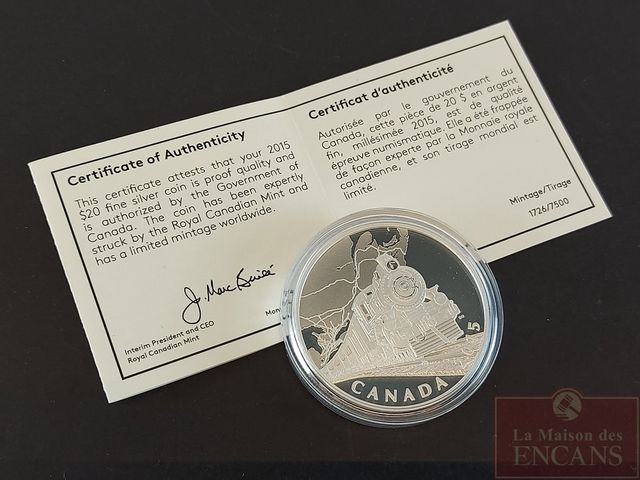 Certificate of Authenticity
This certificate attests that your 2015
$20 fine silver coin is proof quality and
is authorized by the Government of
Canada. The coin has been expertly
struck by the Royal Canadian Mint and
has a limited mintage worldwide.
Interim President and CEO
Royal Canadian Mint
Certificat d'authenticité
Autorisée par le gouvernement du
Canada, cette pièce de 20 $ en argent
fin, millésimée 2015, est de qualité
épreuve numismatique. Elle a été frappée
de façon experte par la Monnaie royale
canadienne, et son tirage mondial est
limité.
Mintage/Tirage
1726/7500
CANADA
La Maison des
ENCANS